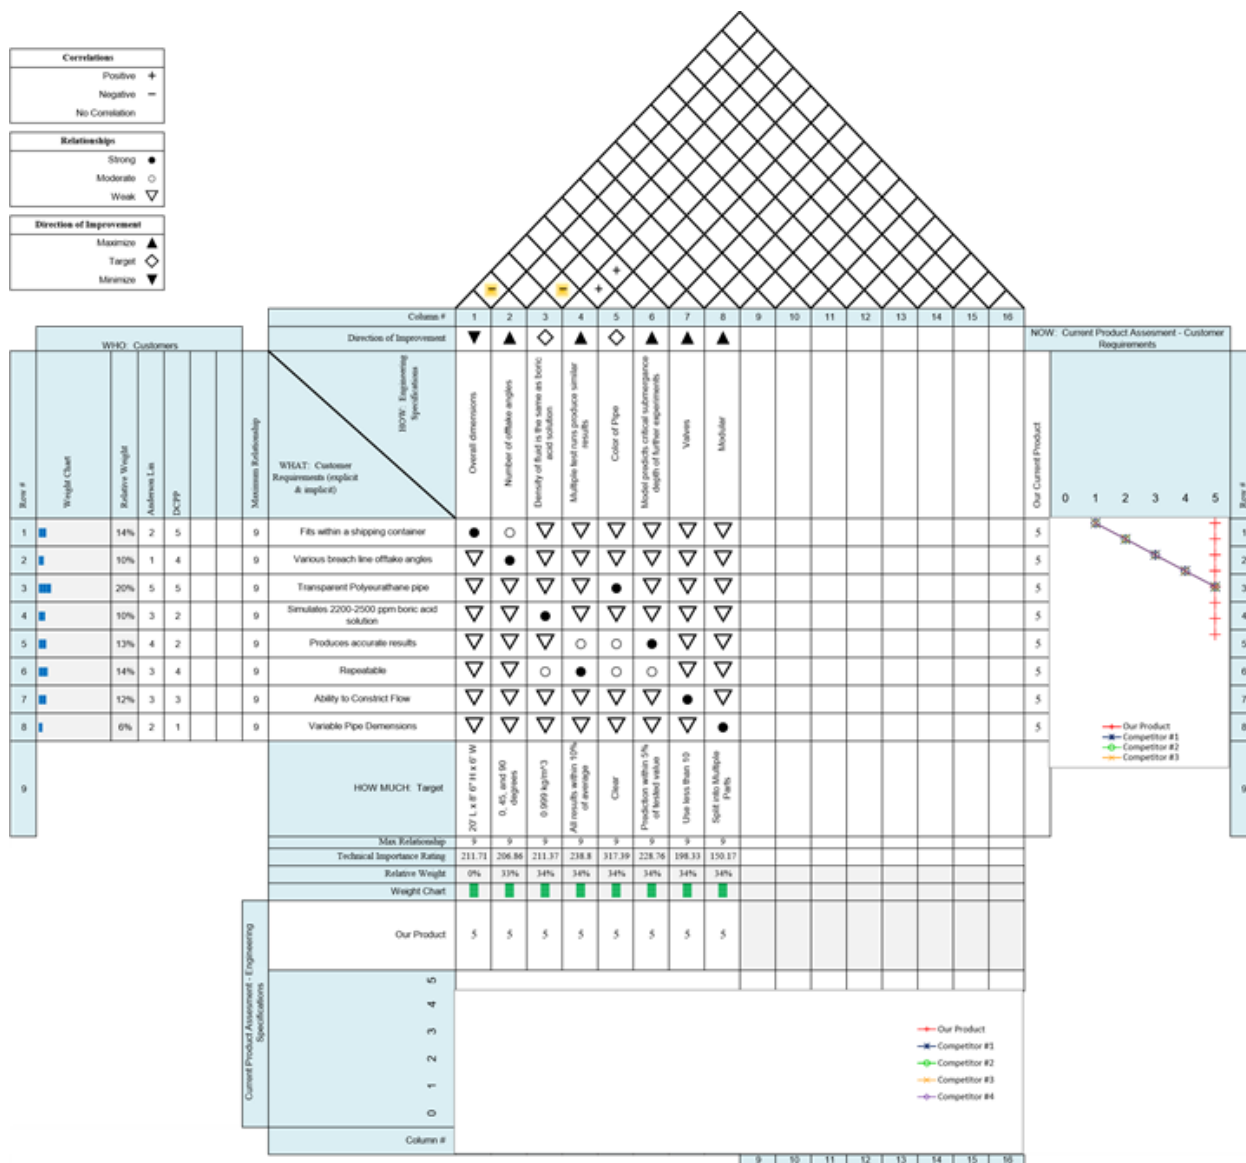 Correlations
Positive +
Negative −
No Correlation
Relationships
Strong ●
Moderate ○
Weak ▽
Direction of Improvement
Maximize ▲
Target ◇
Minimize ▼
Column # 1 2 3 4 5 6 7 8 9 10 11 12 13 14 15 16
WHO: Customers
Direction of Improvement ▼ ▲ ◇ ▲ ◇ ▲ ▲ ▲
NOW: Current Product Assesment - Customer
Requirements
Row #
Weight Chart
Relative Weight
Anderson Lui
DCPP
Maximum Relationship
HOW: Engineering
Specifications
WHAT: Customer
Requirements (explicit
& implicit)
Overall dimensions
Number of offtake angles
Density of fluid is the same as boric
acid solution
Multiple test runs produce similar
results
Color of Pipe
Model predicts critical submergance
depth of further experiments
Valves
Modular
Our Current Product
0 1 2 3 4 5
Row #
1 14% 2 5 9 Fits within a shipping container ● ○ ▽ ▽ ▽ ▽ ▽ ▽ 5 1
2 10% 1 4 9 Various breach line offtake angles ▽ ● ▽ ▽ ▽ ▽ ▽ ▽ 5 2
3 20% 5 5 9 Transparent Polyeurathane pipe ▽ ▽ ▽ ▽ ● ▽ ▽ ▽ 5 3
4 10% 3 2 9 Simulates 2200-2500 ppm boric acid
solution ▽ ▽ ● ▽ ▽ ▽ ▽ ▽ 5 4
5 13% 4 2 9 Produces accurate results ▽ ▽ ▽ ○ ○ ● ▽ ▽ 5 5
6 14% 3 4 9 Repeatable ▽ ▽ ○ ● ○ ○ ▽ ▽ 5 6
7 12% 3 3 9 Ability to Constrict Flow ▽ ▽ ▽ ▽ ▽ ▽ ● ▽ 5 7
8 6% 2 1 9 Variable Pipe Demensions ▽ ▽ ▽ ▽ ▽ ▽ ▽ ● 5 8
Our Product
Competitor #1
Competitor #2
Competitor #3
9
HOW MUCH: Target
20' L x 8' 6" H x 6' W
0, 45, and 90
degrees
0.999 kg/m^3
All results within 10%
of average
Clear
Prediction within 5%
of tested value
Use less than 10
Split into Multiple
Parts
9
Max Relationship 9 9 9 9 9 9 9 9
Technical Importance Rating 211.71 206.86 211.37 238.8 317.39 228.76 198.33 150.17
Relative Weight 0% 33% 34% 34% 34% 34% 34% 34%
Weight Chart
Current Product Assesment - Engineering
Specifications
Our Product 5 5 5 5 5 5 5 5
5
4
3
2
1
0
Our Product
Competitor #1
Competitor #2
Competitor #3
Competitor #4
Column #
9 10 11 12 13 14 15 16